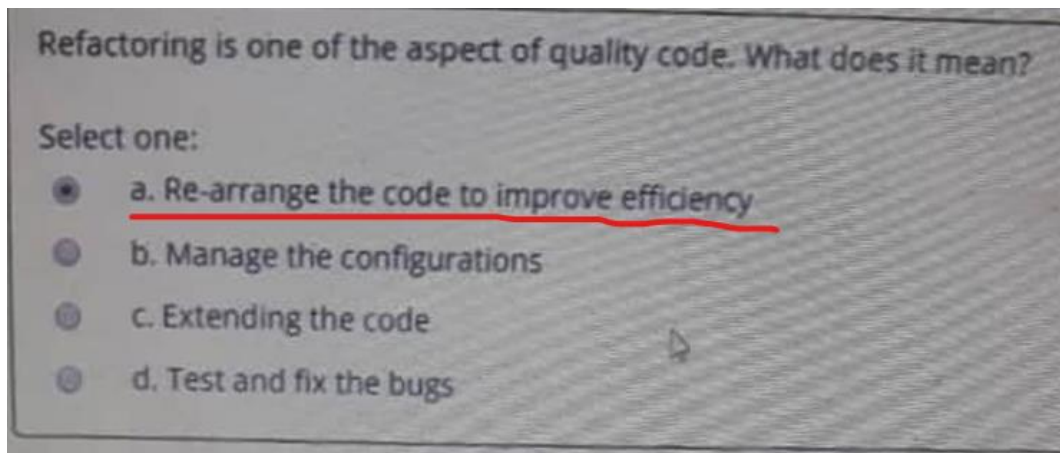 Refactoring is one of the aspect of quality code. What does it mean?
Select one:
a. Re-arrange the code to improve efficiency
b. Manage the configurations
c. Extending the code
d. Test and fix the bugs